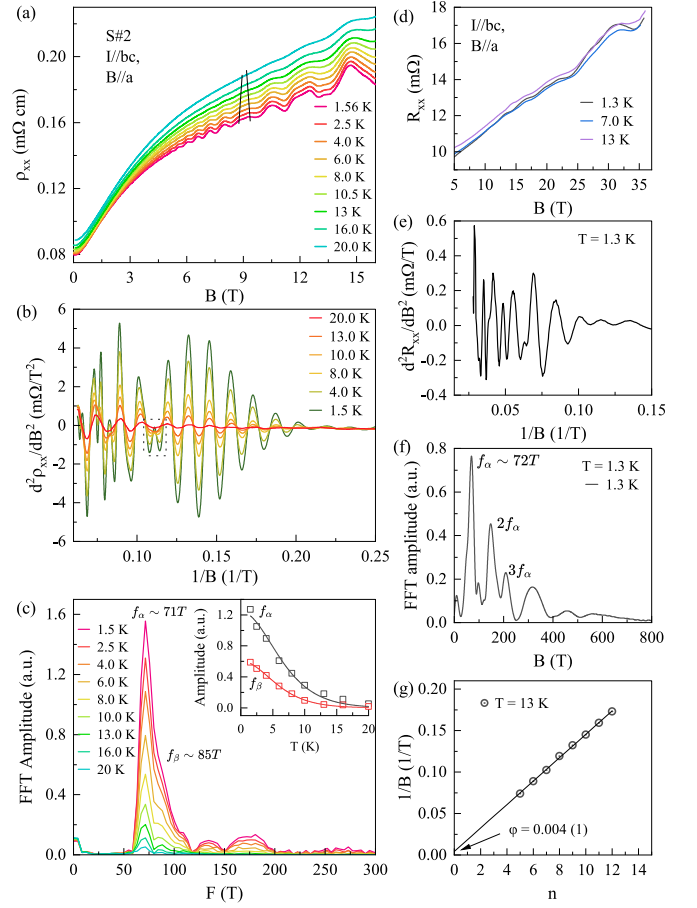 (a)
S#2
I//bc,
B//a
ρxx (mΩ cm)
0.20
0.16
0.12
0.08
1.56 K
2.5 K
4.0 K
6.0 K
8.0 K
10.5 K
13 K
16.0 K
20.0 K
0 3 6 9 12 15
B (T)
(b)
d²ρxx/dB² (mΩ/T²)
6
4
2
0
-2
-4
-6
20.0 K
13.0 K
10.0 K
8.0 K
4.0 K
1.5 K
0.10 0.15 0.20 0.25
1/B (1/T)
(c)
FFT Amplitude (a.u.)
1.6
1.2
0.8
0.4
0.0
1.5 K
2.5 K
4.0 K
6.0 K
8.0 K
10.0 K
13.0 K
16.0 K
20 K
fα ~ 71T
fβ ~ 85T
Amplitude (a.u.)
1.2
0.9
0.6
0.3
0.0
fα
fβ
0 5 10 15 20
T (K)
0 50 100 150 200 250 300
F (T)
(d)
I//bc,
B//a
Rxx (mΩ)
18
16
14
12
10
1.3 K
7.0 K
13 K
5 10 15 20 25 30 35
B (T)
(e)
T = 1.3 K
d²Rxx/dB² (mΩ/T)
0.6
0.4
0.2
0.0
-0.2
-0.4
0.05 0.10 0.15
1/B (1/T)
(f)
fα ~ 72T
T = 1.3 K
1.3 K
2fα
3fα
FFT amplitude (a.u.)
0.8
0.6
0.4
0.2
0.0
0 200 400 600 800
B (T)
(g)
T = 13 K
1/B (1/T)
0.20
0.15
0.10
0.05
0.00
φ = 0.004 (1)
0 2 4 6 8 10 12 14
n